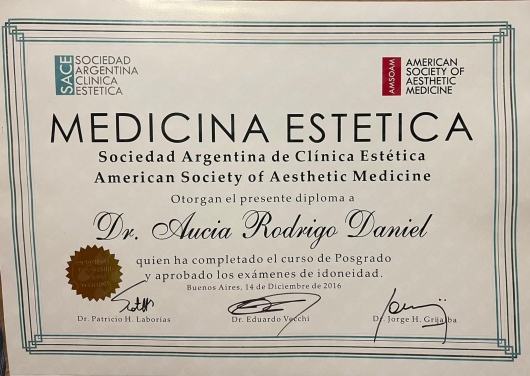 SACE
SOCIEDAD
ARGENTINA
CLINICA
ESTETICA
AMSOAM
AMERICAN
SOCIETY OF
AESTHETIC
MEDICINE
MEDICINA ESTETICA
Sociedad Argentina de Clínica Estética
American Society of Aesthetic Medicine
Otorgan el presente diploma a
Dr. Aucia Rodrigo Daniel
quien ha completado el curso de Posgrado
y aprobado los exámenes de idoneidad.
Buenos Aires, 14 de Diciembre de 2016
Dr. Patricio H. Laborias Dr. Eduardo Vecchi Dr. Jorge H. Grijalba